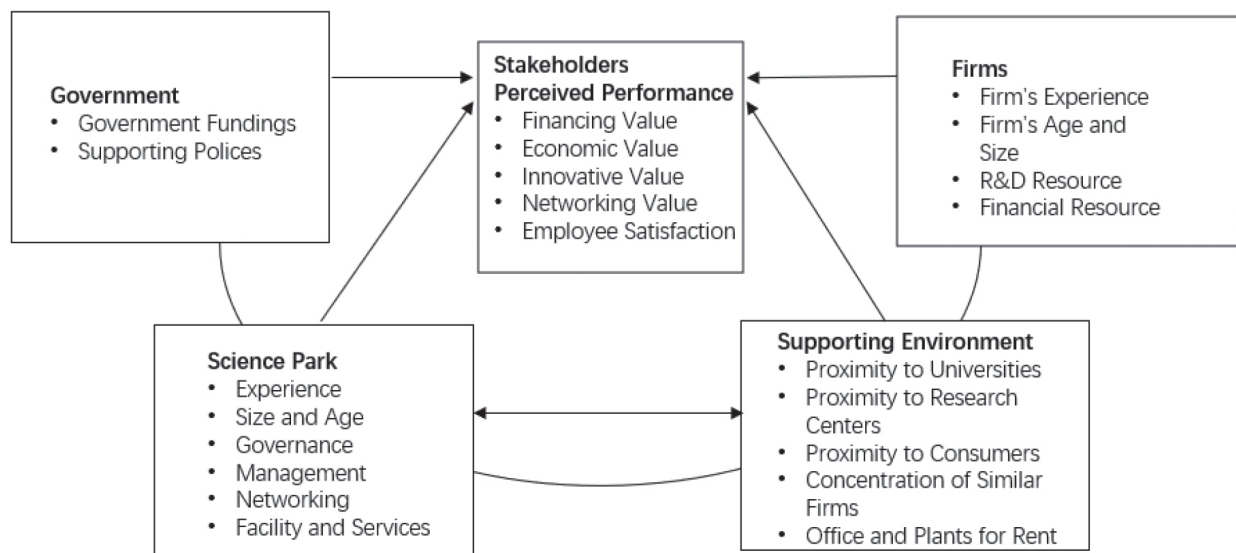 Government
• Government Fundings
• Supporting Polices
Stakeholders
Perceived Performance
• Financing Value
• Economic Value
• Innovative Value
• Networking Value
• Employee Satisfaction
Firms
• Firm's Experience
• Firm's Age and
Size
• R&D Resource
• Financial Resource
Science Park
• Experience
• Size and Age
• Governance
• Management
• Networking
• Facility and Services
Supporting Environment
• Proximity to Universities
• Proximity to Research
Centers
• Proximity to Consumers
• Concentration of Similar
Firms
• Office and Plants for Rent